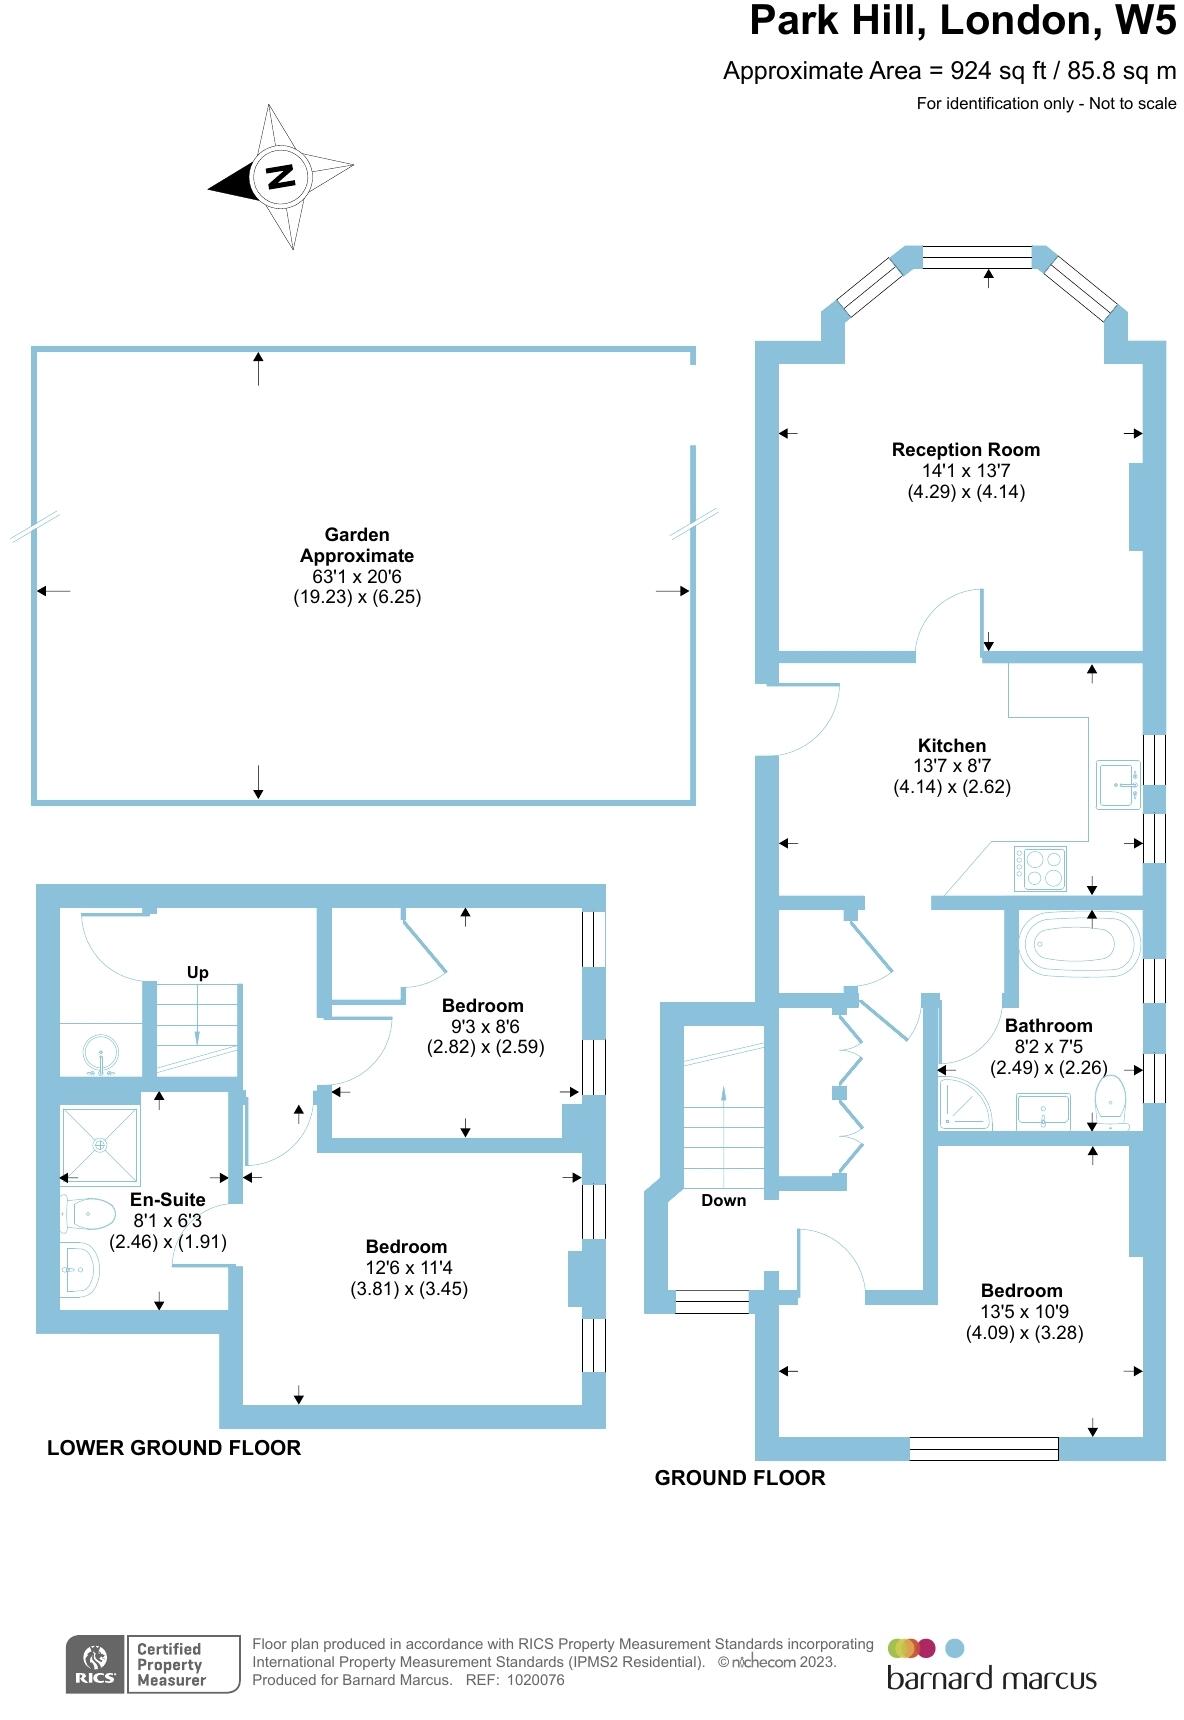 Park Hill, London, W5
Approximate Area = 924 sq ft / 85.8 sq m
For identification only - Not to scale
N
Reception Room
14'1 x 13'7
(4.29) x (4.14)
Garden
Approximate
63'1 x 20'6
(19.23) x (6.25)
Kitchen
13'7 x 8'7
(4.14) x (2.62)
Up
Bedroom
9'3 x 8'6
(2.82) x (2.59)
Bathroom
8'2 x 7'5
(2.49) x (2.26)
En-Suite
8'1 x 6'3
(2.46) x (1.91)
Down
Bedroom
12'6 x 11'4
(3.81) x (3.45)
Bedroom
13'5 x 10'9
(4.09) x (3.28)
LOWER GROUND FLOOR
GROUND FLOOR
RICS
Certified
Property
Measurer
Floor plan produced in accordance with RICS Property Measurement Standards incorporating
International Property Measurement Standards (IPMS2 Residential). © nichecom 2023.
Produced for Barnard Marcus. REF: 1020076
barnard marcus